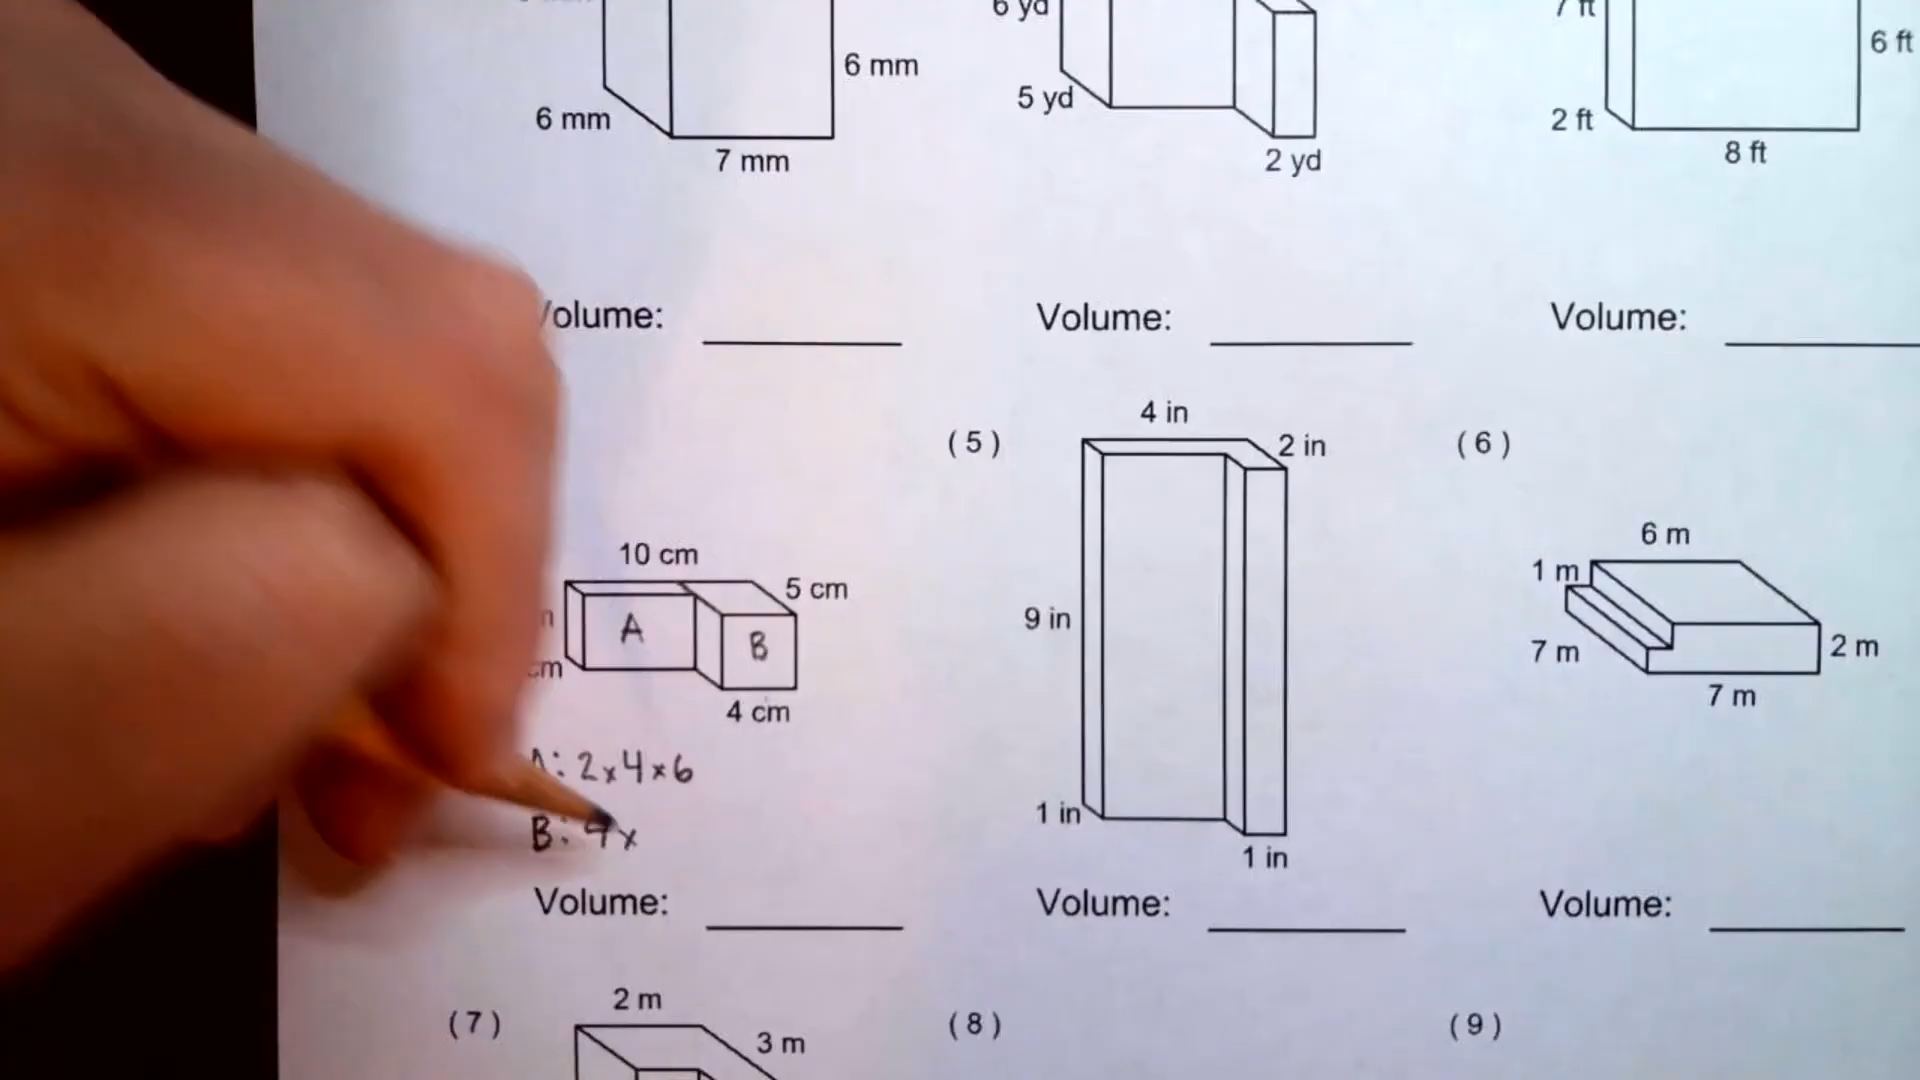 6 yd
7 ft
6 mm
6 ft
6 mm
5 yd
2 ft
7 mm
2 yd
8 ft
Volume:
Volume:
Volume:
10 cm
5 cm
A
B
cm
4 cm
A: 2x4x6
B: 4x
Volume:
(5)
4 in
2 in
9 in
1 in
1 in
Volume:
(6)
6 m
1 m
7 m
2 m
7 m
Volume:
(7)
2 m
3 m
(8)
(9)